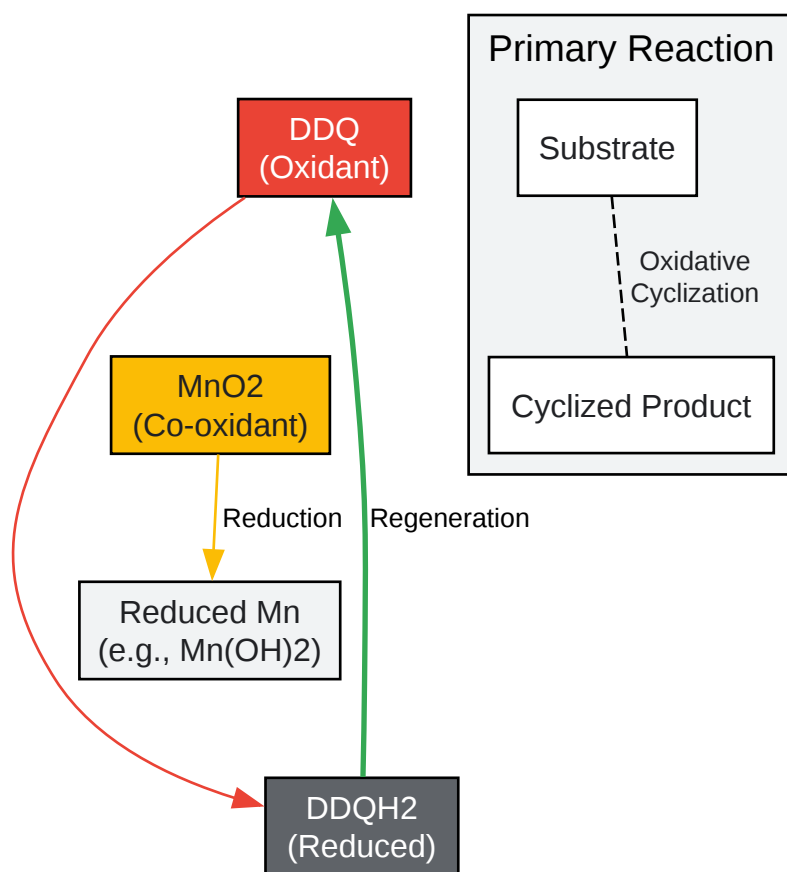 Primary Reaction
DDQ
(Oxidant)
Substrate
Oxidative
Cyclization
MnO2
(Co-oxidant)
Cyclized Product
Reduction
Regeneration
Reduced Mn
(e.g., Mn(OH)2)
DDQH2
(Reduced)